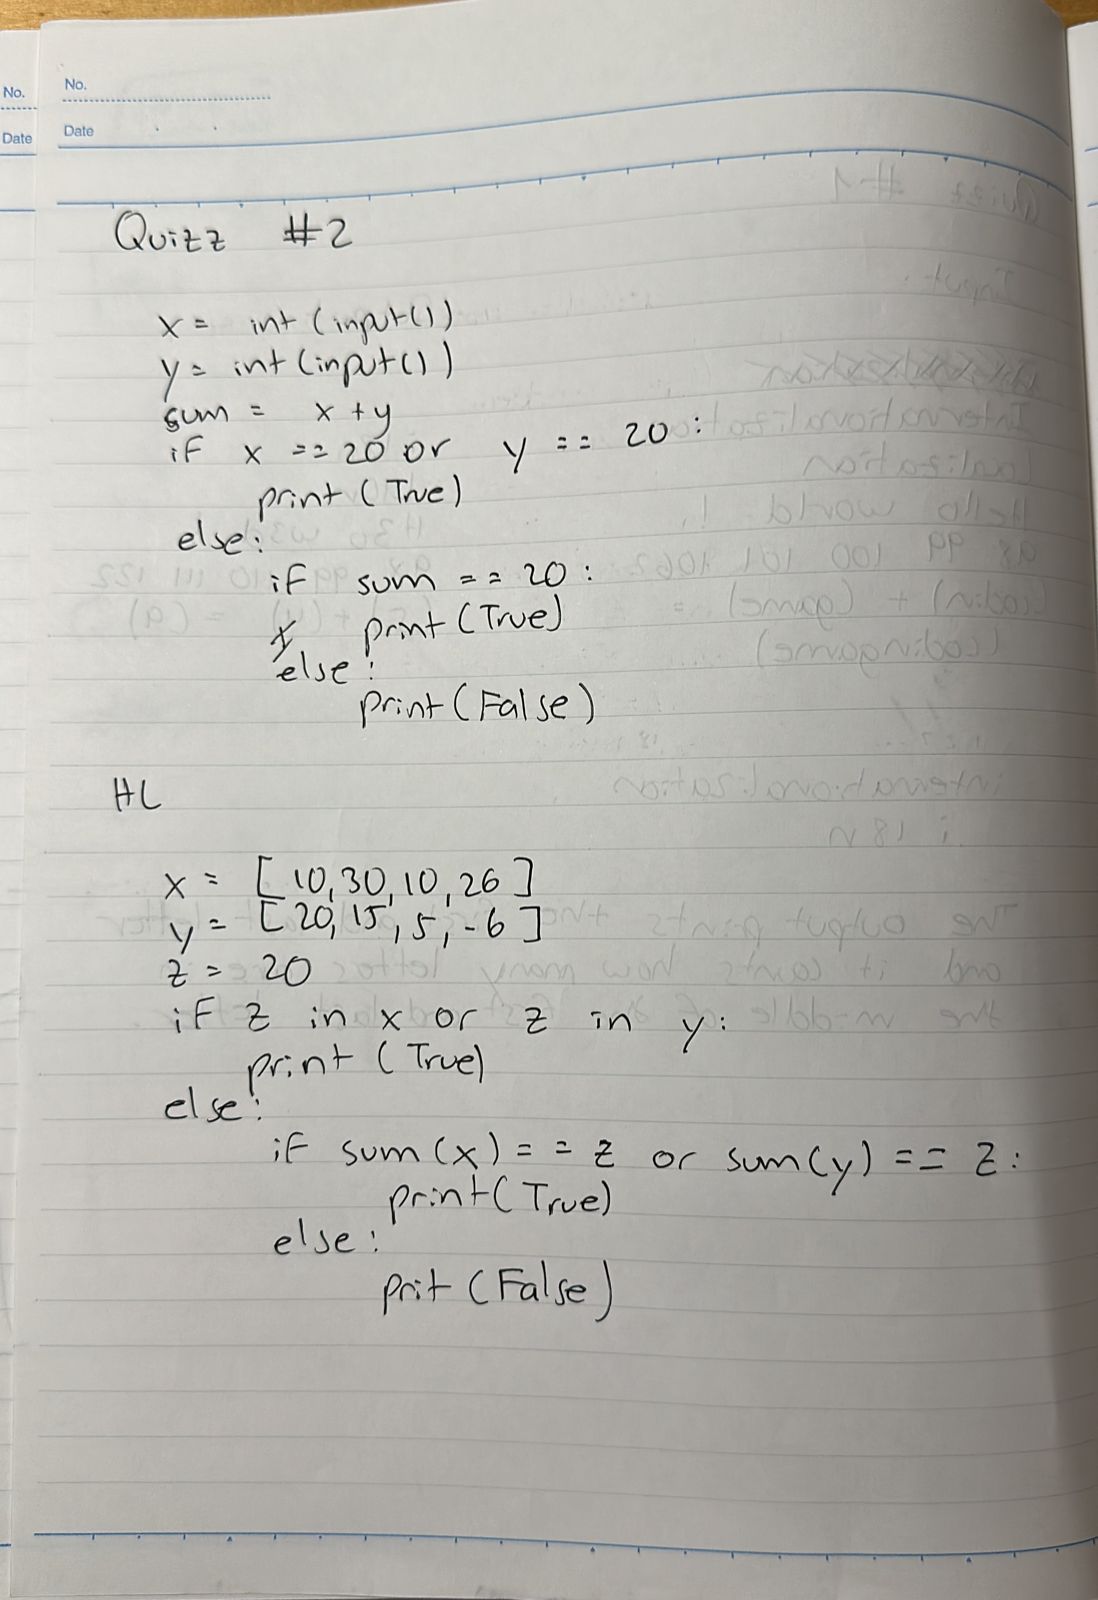 No.
Date
No.
Date
Quizz #2
x = int (input())
y = int (input())
sum = x + y
if x == 20 or y == 20 :
print (True)
else:
if sum == 20 :
print (True)
else:
print (False)
HL
x = [10,30,10,26]
y = [20,15,5,-6]
z = 20
if z in x or z in y:
print (True)
else:
if sum(x) == z or sum(y) == z:
print(True)
else:
prit (False)